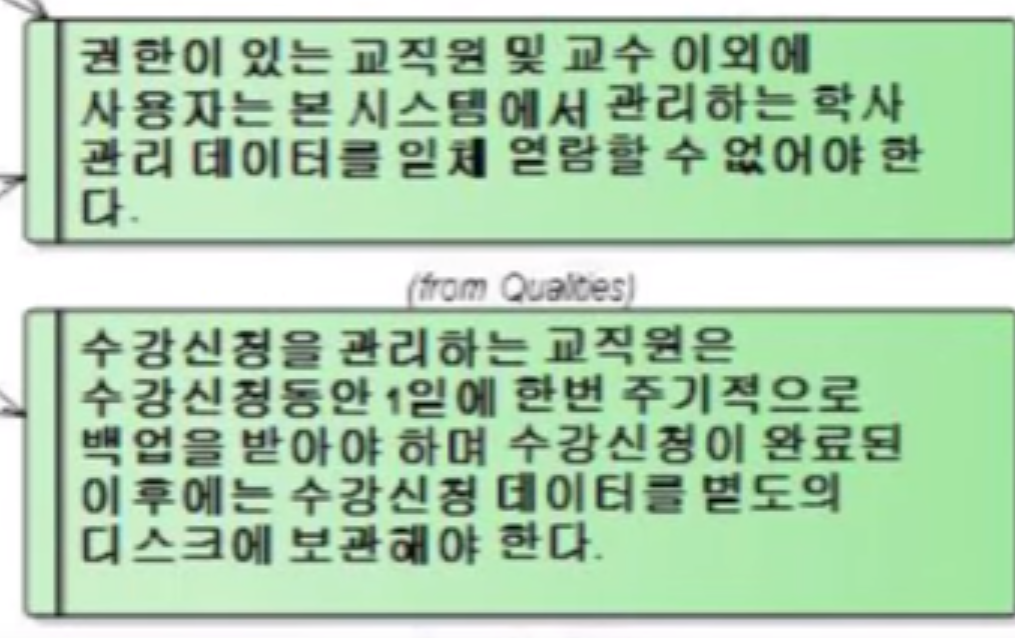 권한이 있는 교직원 및 교수 이외에
사용자는 본 시스템에서 관리하는 학사
관리 데이터를 일체 열람할 수 없어야 한
다.
(from Qualities)
수강신청을 관리하는 교직원은
수강신청동안 1일에 한번 주기적으로
백업을 받아야 하며 수강신청이 완료된
이후에는 수강신청 데이터를 별도의
디스크에 보관해야 한다.